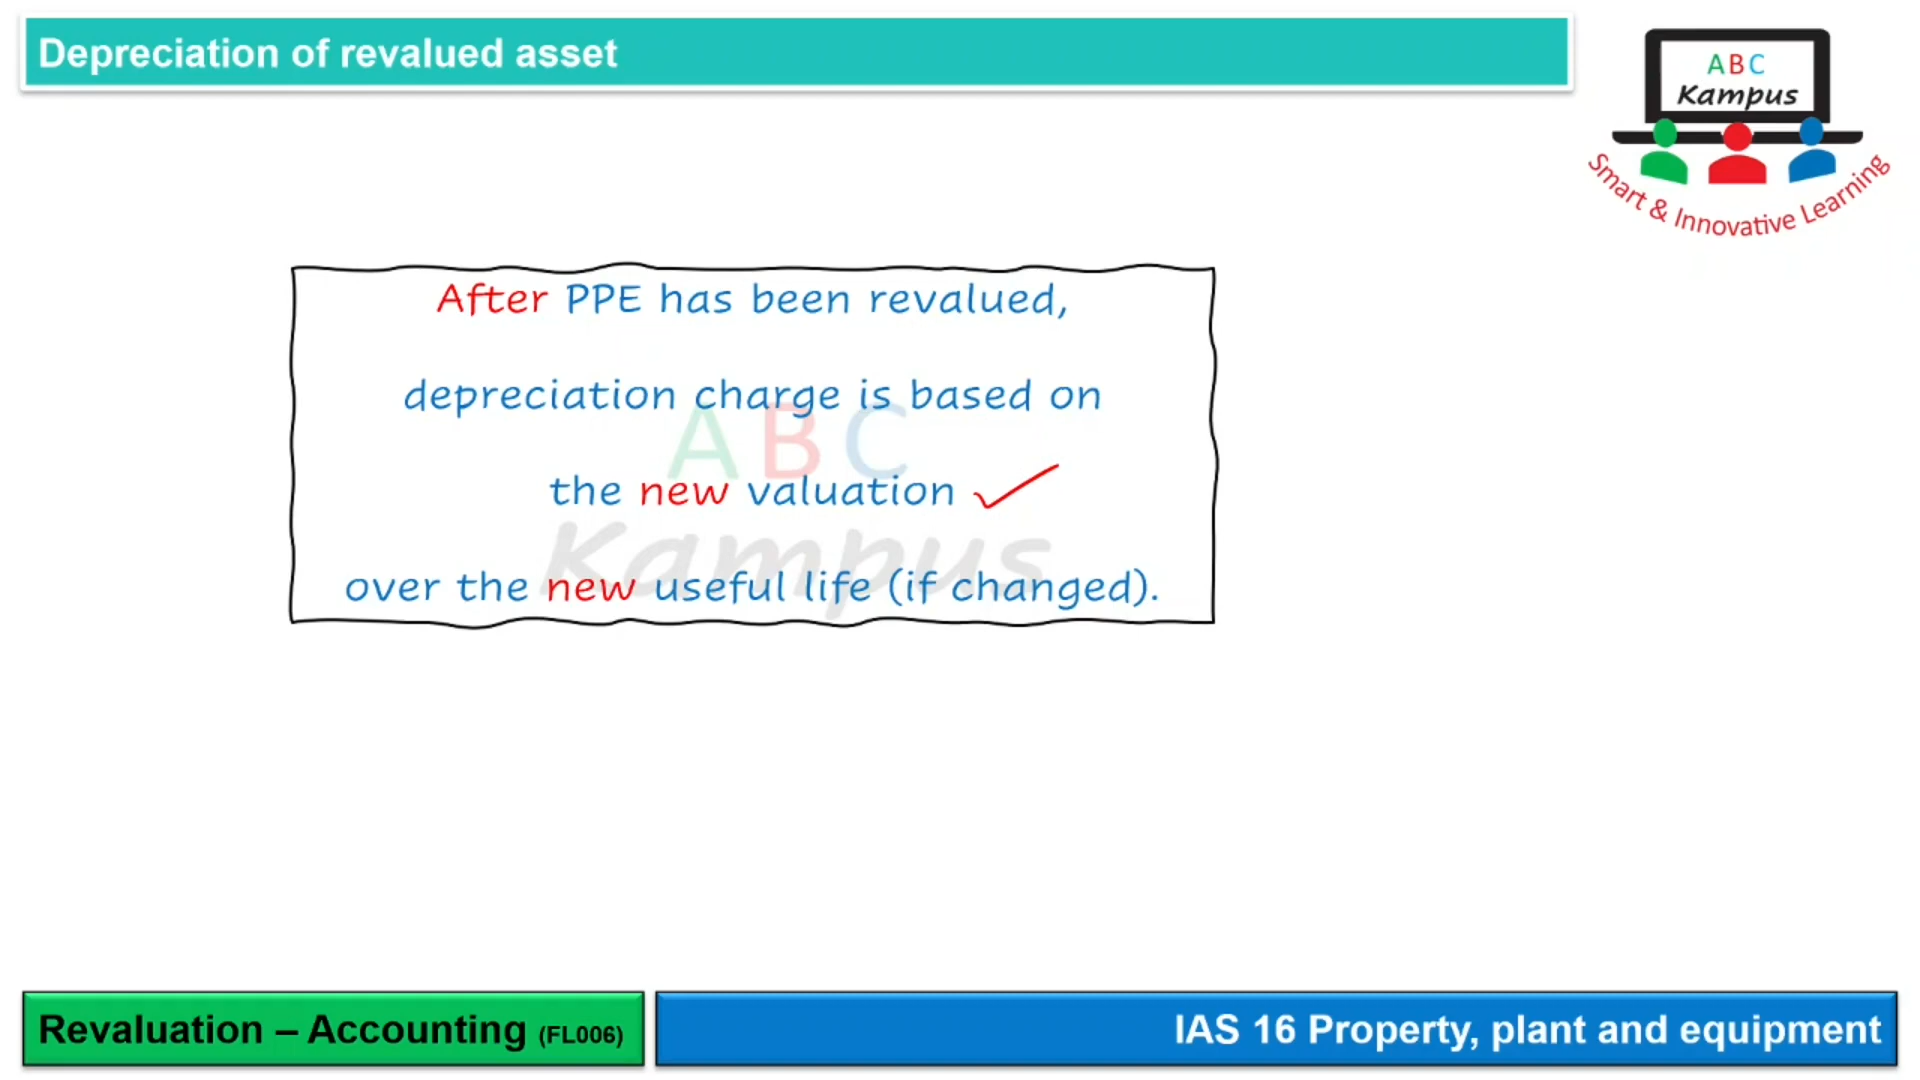 Depreciation of revalued asset
ABC
Kampus
Smart & Innovative Learning
After PPE has been revalued,
depreciation charge is based on
the new valuation
over the new useful life (if changed).
ABC
Kampus
Revaluation – Accounting (FL006)
IAS 16 Property, plant and equipment